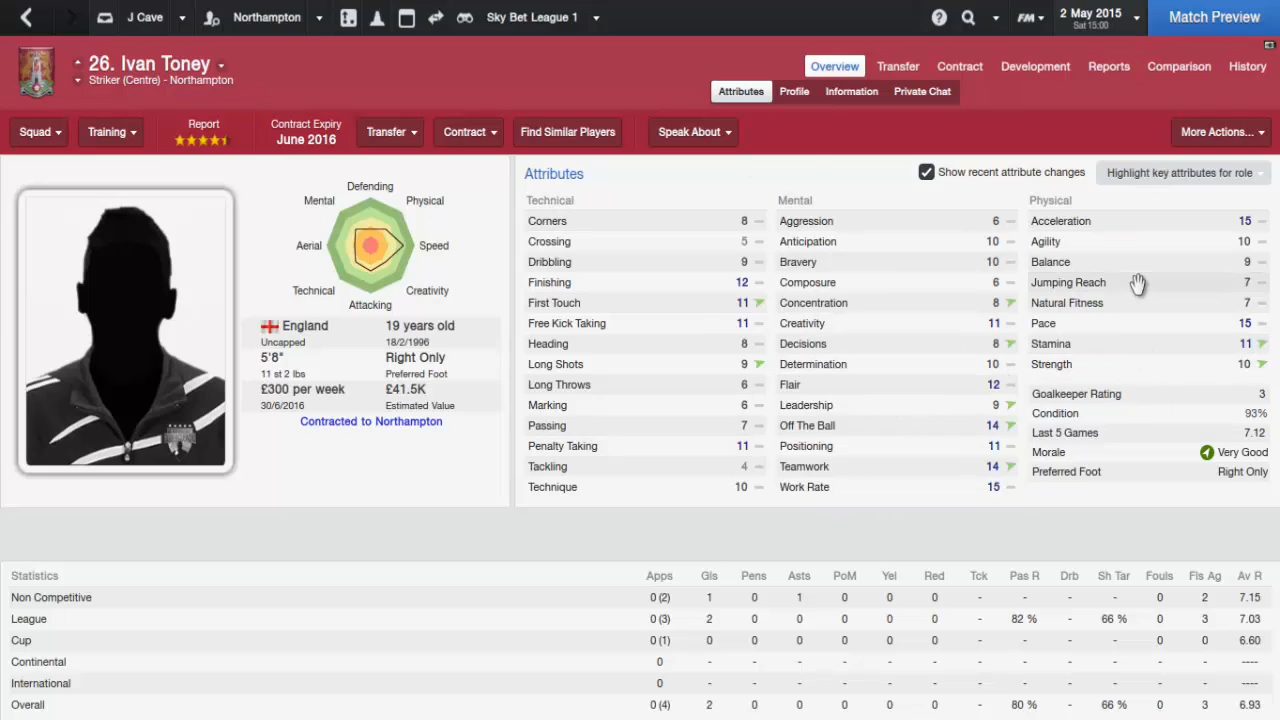 J Cave Northampton Sky Bet League 1 ? FM 2 May 2015 Match Preview
Sat 15:00
26. Ivan Toney
Striker (Centre) - Northampton
Overview Transfer Contract Development Reports Comparison History
Attributes Profile Information Private Chat
Squad Training Report Contract Expiry June 2016 Transfer Contract Find Similar Players Speak About More Actions...
Defending
Mental Physical
Aerial Speed
Technical Creativity
Attacking
England 19 years old
Uncapped 18/2/1996
5'8" Right Only
11 st 2 lbs Preferred Foot
£300 per week £41.5K
30/6/2016 Estimated Value
Contracted to Northampton
Attributes Show recent attribute changes Highlight key attributes for role
Technical Mental Physical
Corners 8 Aggression 6 Acceleration 15
Crossing 5 Anticipation 10 Agility 10
Dribbling 9 Bravery 10 Balance 9
Finishing 12 Composure 6 Jumping Reach 7
First Touch 11 Concentration 8 Natural Fitness 7
Free Kick Taking 11 Creativity 11 Pace 15
Heading 8 Decisions 8 Stamina 11
Long Shots 9 Determination 10 Strength 10
Long Throws 6 Flair 12
Marking 6 Leadership 9
Passing 7 Off The Ball 14
Penalty Taking 11 Positioning 11
Tackling 4 Teamwork 14
Technique 10 Work Rate 15
Goalkeeper Rating 3
Condition 93%
Last 5 Games 7.12
Morale Very Good
Preferred Foot Right Only
Statistics Apps Gls Pens Asts PoM Yel Red Tck Pas R Drb Sh Tar Fouls Fls Ag Av R
Non Competitive 0 (2) 1 0 1 0 0 0 - - - - 0 2 7.15
League 0 (3) 2 0 0 0 0 0 - 82 % - 66 % 0 3 7.03
Cup 0 (1) 0 0 0 0 0 0 - - - - 0 0 6.60
Continental 0 - - - - - - - - - - - - ----
International 0 - - - - - - - - - - - - ----
Overall 0 (4) 2 0 0 0 0 0 - 80 % - 66 % 0 3 6.93